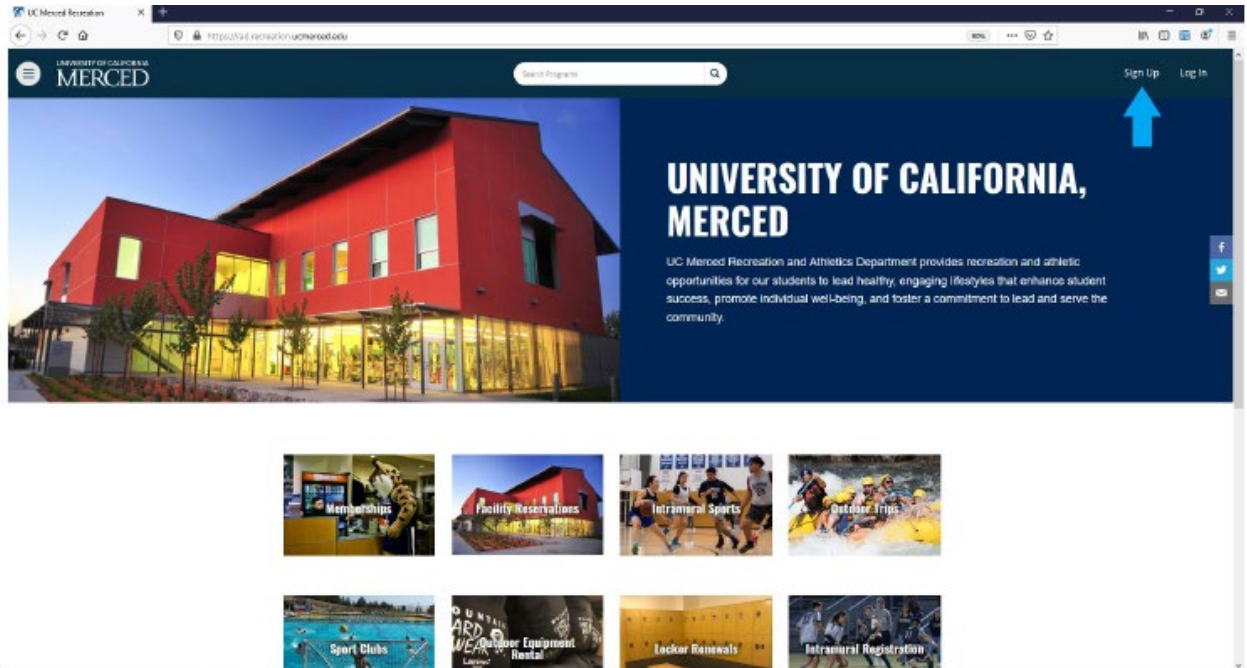 UC Merced Recreation
https://rad.recreation.ucmerced.edu
80%
UNIVERSITY OF CALIFORNIA
MERCED
Search Programs
Sign Up
Log In
UNIVERSITY OF CALIFORNIA,
MERCED
UC Merced Recreation and Athletics Department provides recreation and athletic
opportunities for our students to lead healthy, engaging lifestyles that enhance student
success, promote individual well-being, and foster a commitment to lead and serve the
community.
Memberships
Facility Reservations
Intramural Sports
Outdoor Trips
Sport Clubs
Outdoor Equipment
Rental
Locker Renewals
Intramural Registration